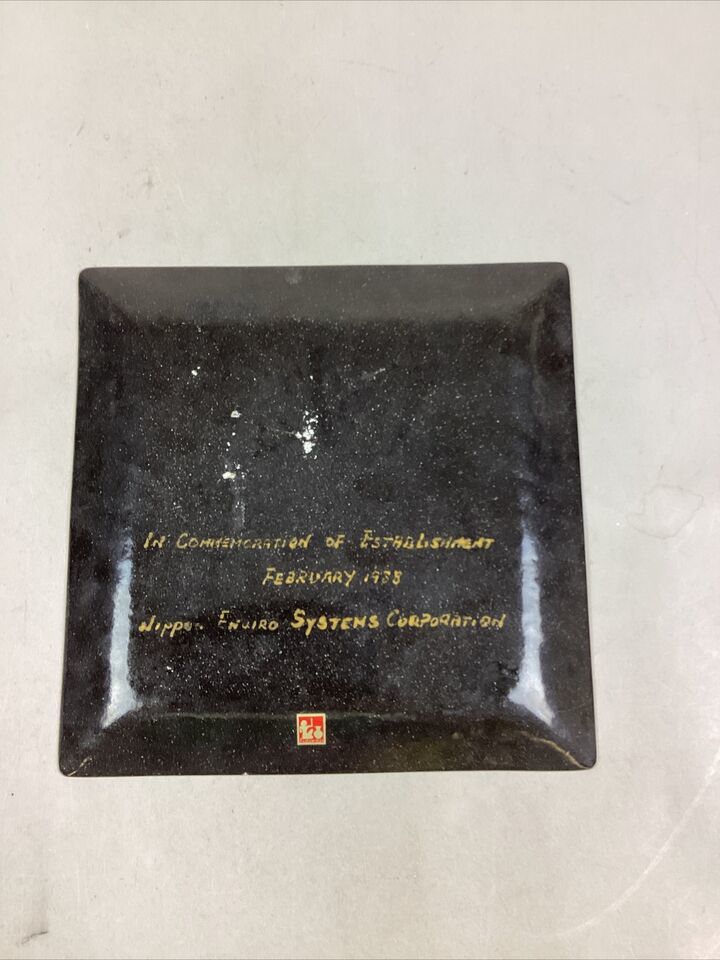 In Commemoration of Establishment
February 1988
Nippon Enviro Systems Corporation